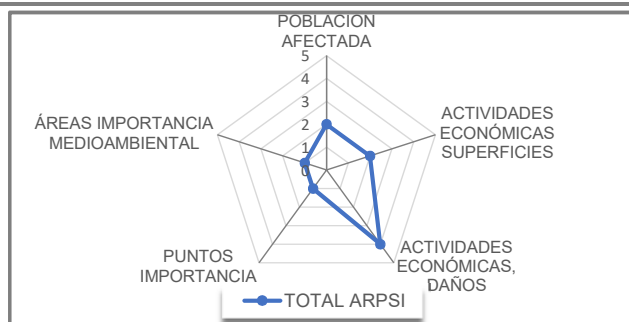 POBLACIÓN
AFECTADA
5
4
3
2
1
0
ACTIVIDADES
ECONÓMICAS
SUPERFICIES
ACTIVIDADES
ECONÓMICAS,
DAÑOS
PUNTOS
IMPORTANCIA
ÁREAS IMPORTANCIA
MEDIOAMBIENTAL
TOTAL ARPSI